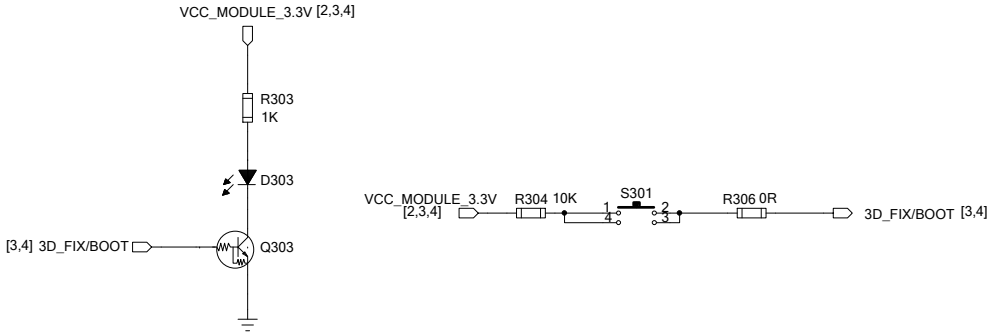 VCC_MODULE_3.3V [2,3,4]
R303
1K
D303
[3,4] 3D_FIX/BOOT
Q303
VCC_MODULE_3.3V
[2,3,4]
R304 10K
S301
1
4
2
3
R306 0R
3D_FIX/BOOT [3,4]